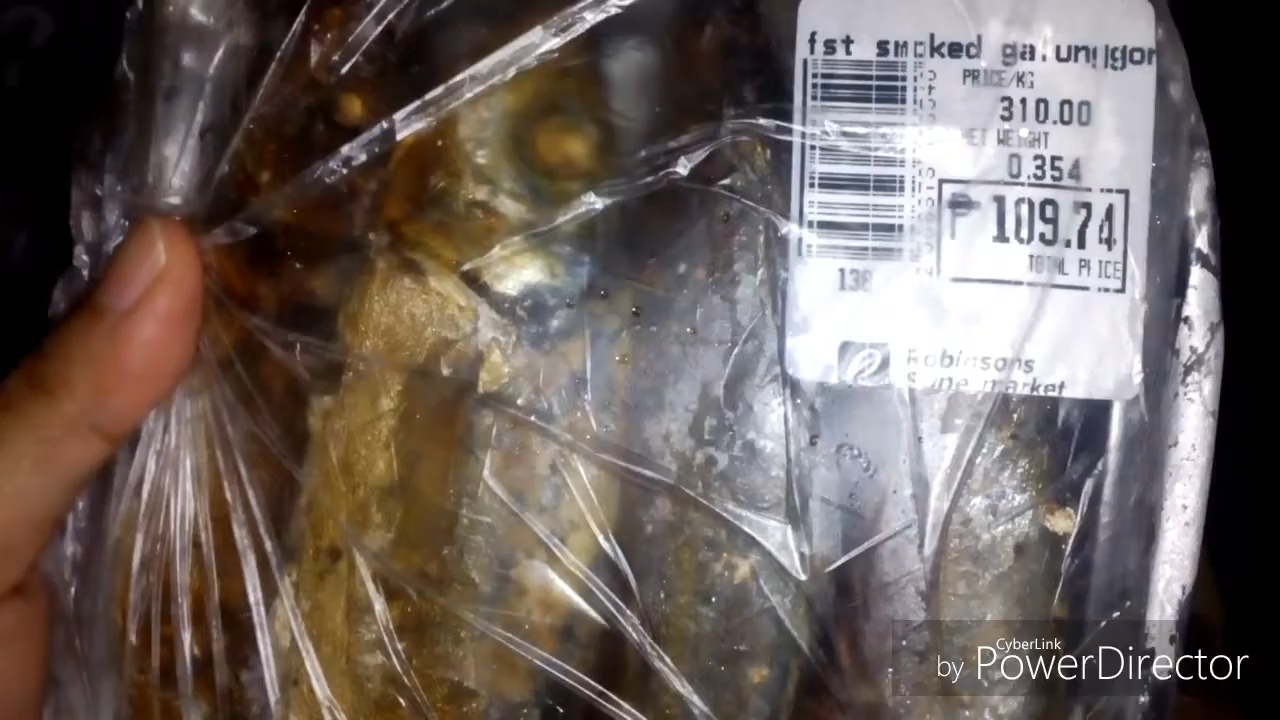 fst smoked galunggon
PRICE/KG
310.00
NET WEIGHT
0.354
₱ 109.74
TOTAL PRICE
138
Robinsons
Supermarket
CyberLink
by PowerDirector